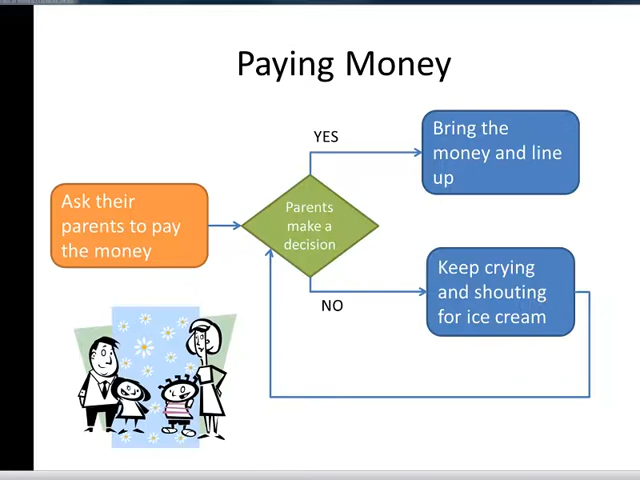 Paying Money
YES
Bring the
money and line
up
Ask their
parents to pay
the money
Parents
make a
decision
Keep crying
and shouting
for ice cream
NO